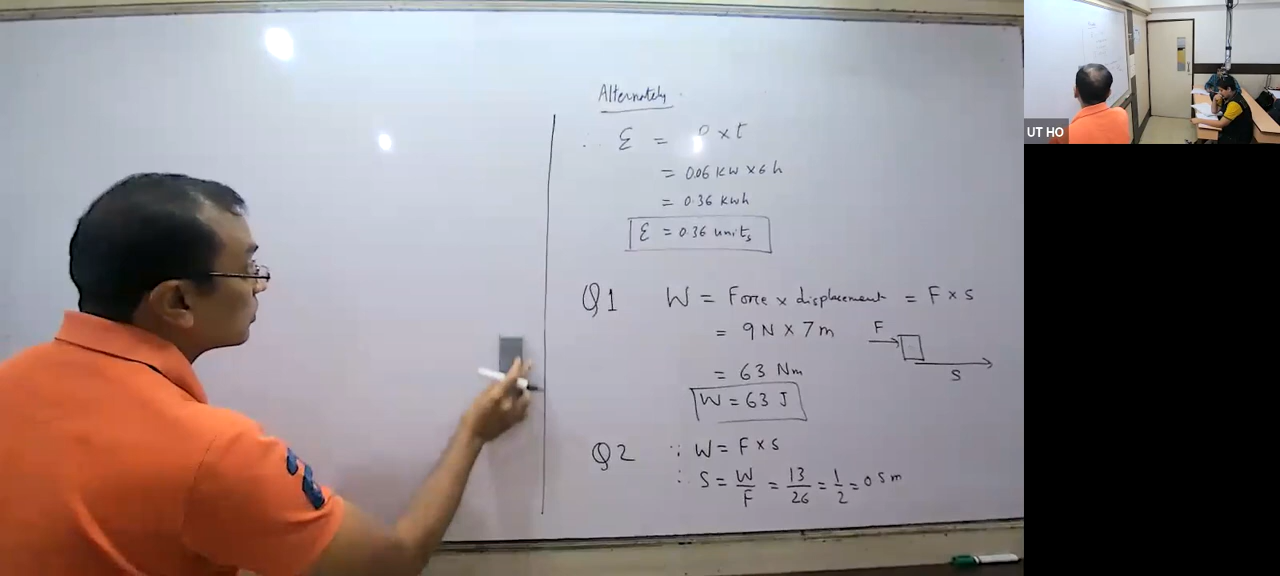 Alternately
∴ E = P × t
= 0.06 kW × 6 h
= 0.36 kWh
E = 0.36 units
Q1 W = Force × displacement = F × s
= 9 N × 7 m
F
= 63 Nm
S
W = 63 J
Q2 ∵ W = F × s
∴ S = W/F = 13/26 = 1/2 = 0.5 m
UT HO